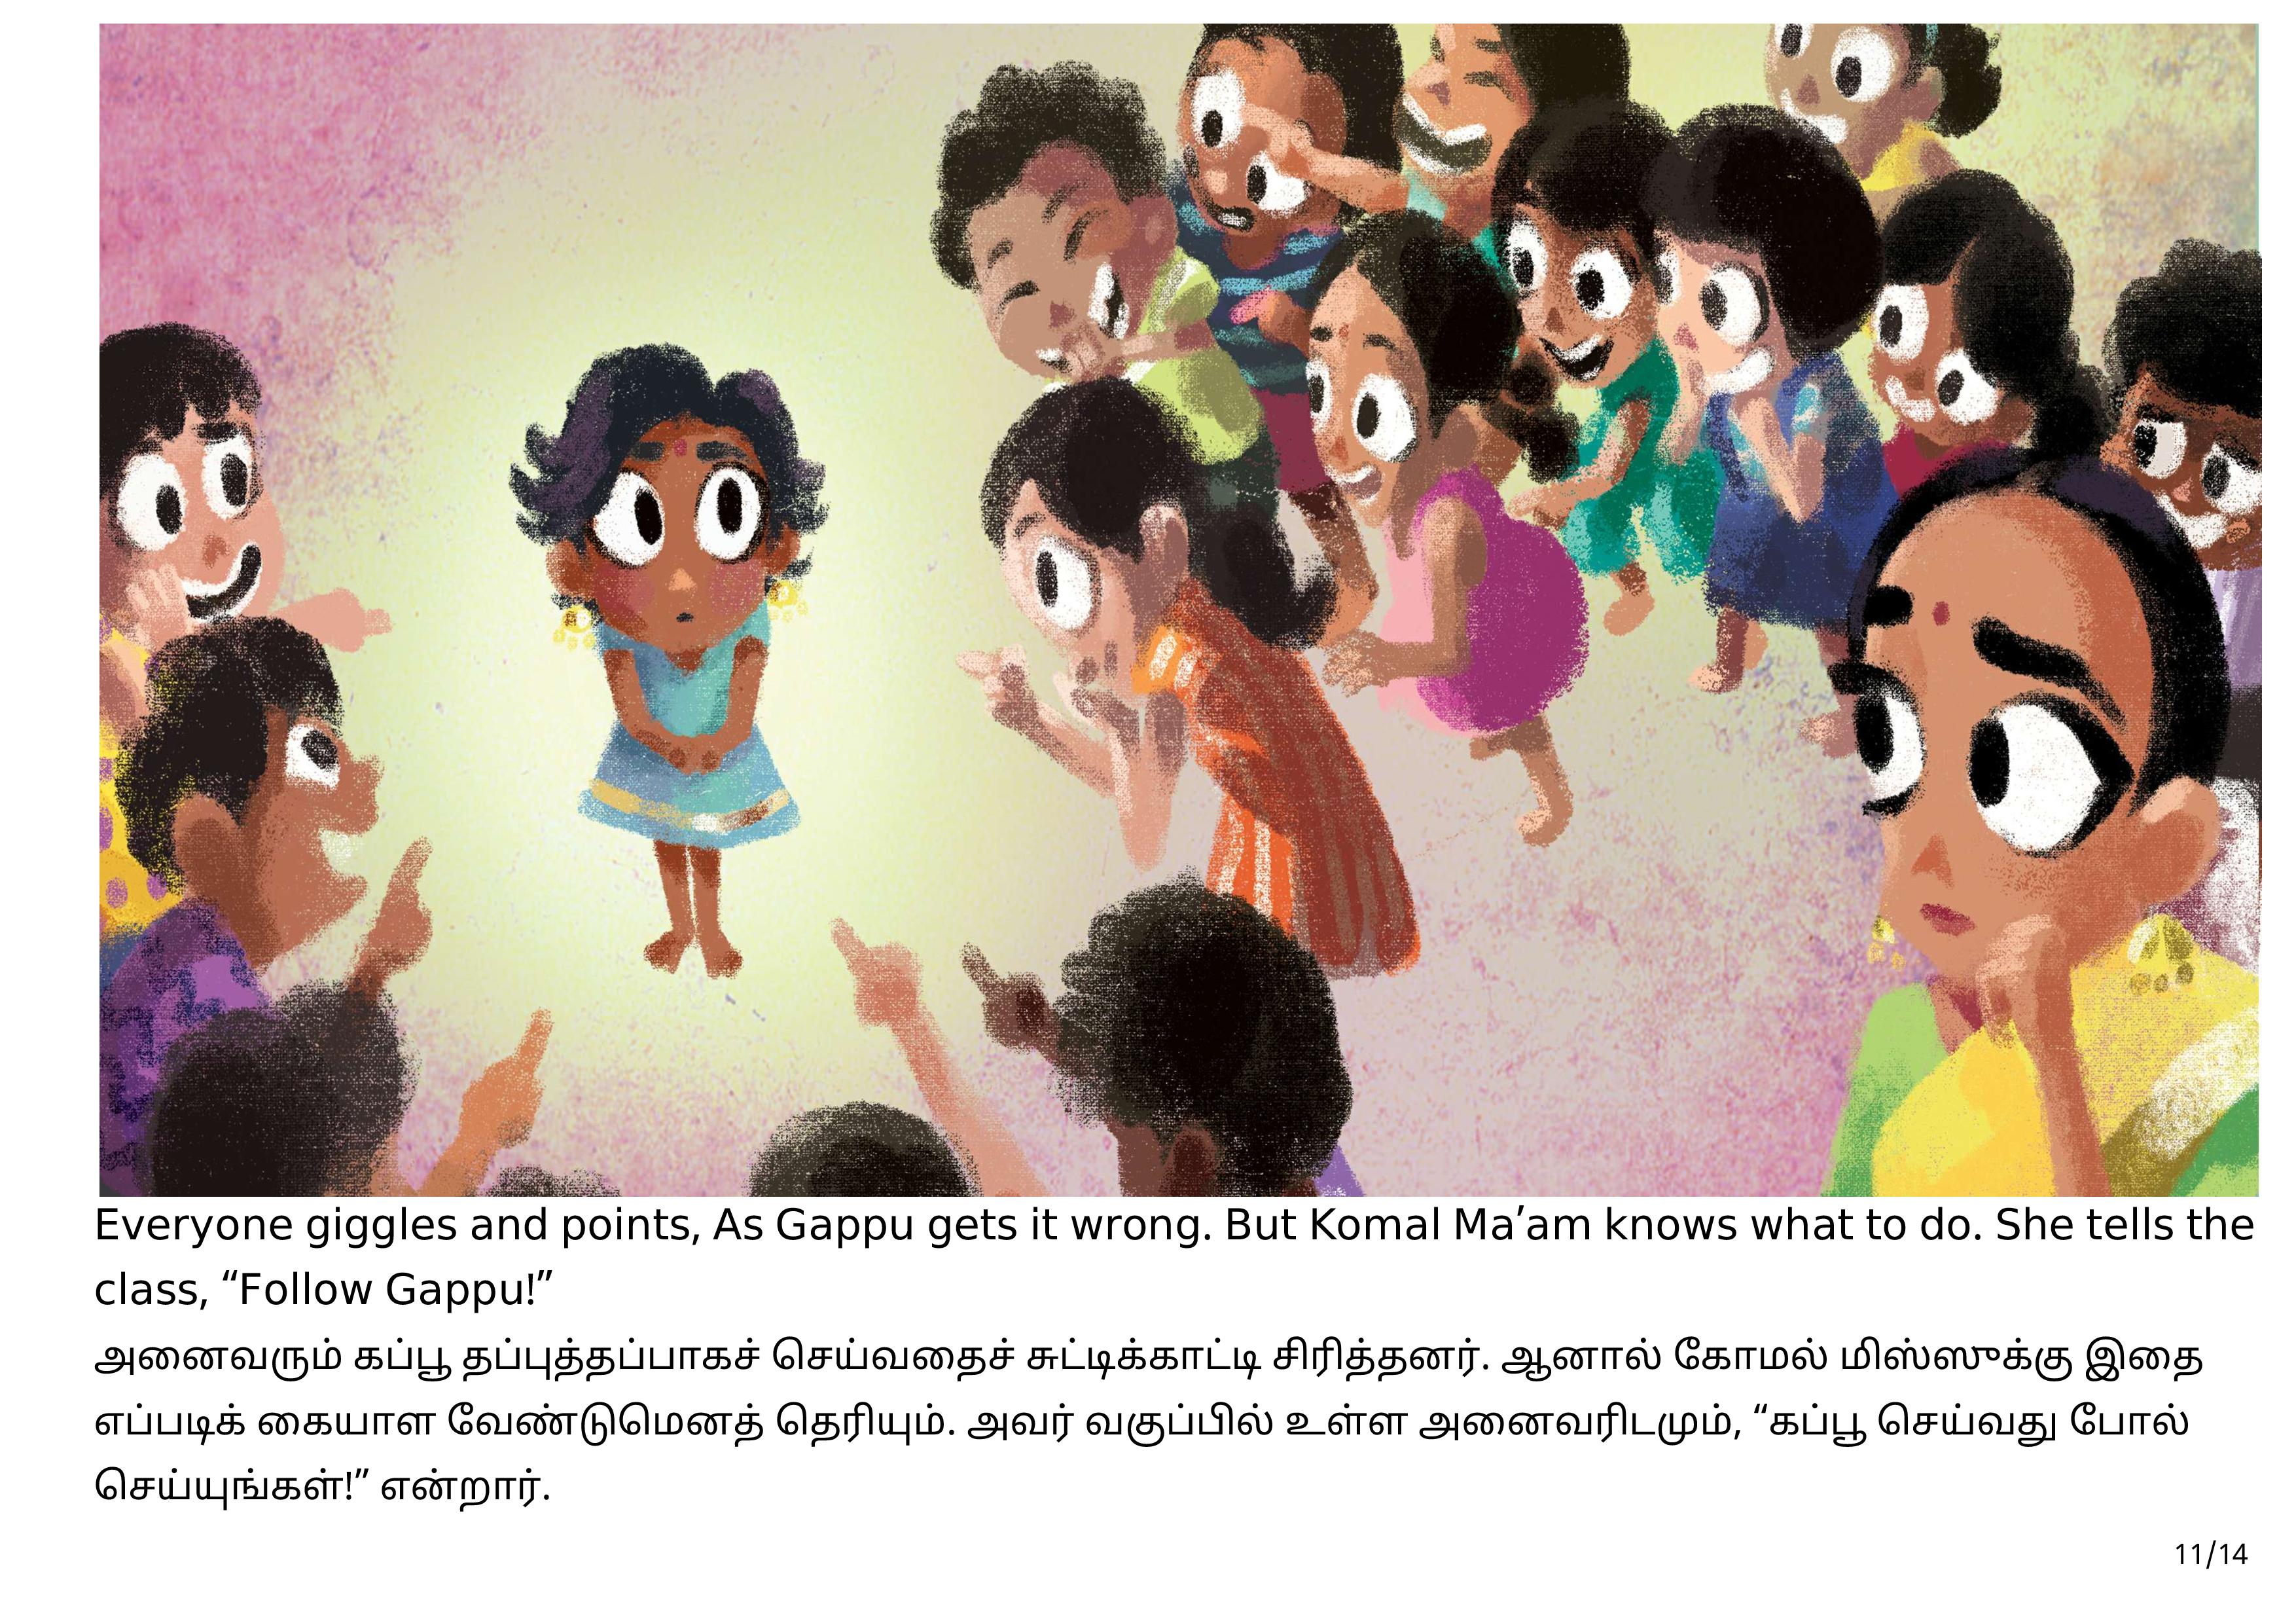 Everyone giggles and points, As Gappu gets it wrong. But Komal Ma’am knows what to do. She tells the
class, “Follow Gappu!”
அனைவரும் கப்பூ தப்புத்தப்பாகச் செய்வதைச் சுட்டிக்காட்டி சிரித்தனர். ஆனால் கோமல் மிஸ்ஸுக்கு இதை
எப்படிக் கையாள வேண்டுமெனத் தெரியும். அவர் வகுப்பில் உள்ள அனைவரிடமும், “கப்பூ செய்வது போல்
செய்யுங்கள்!” என்றார்.
11/14